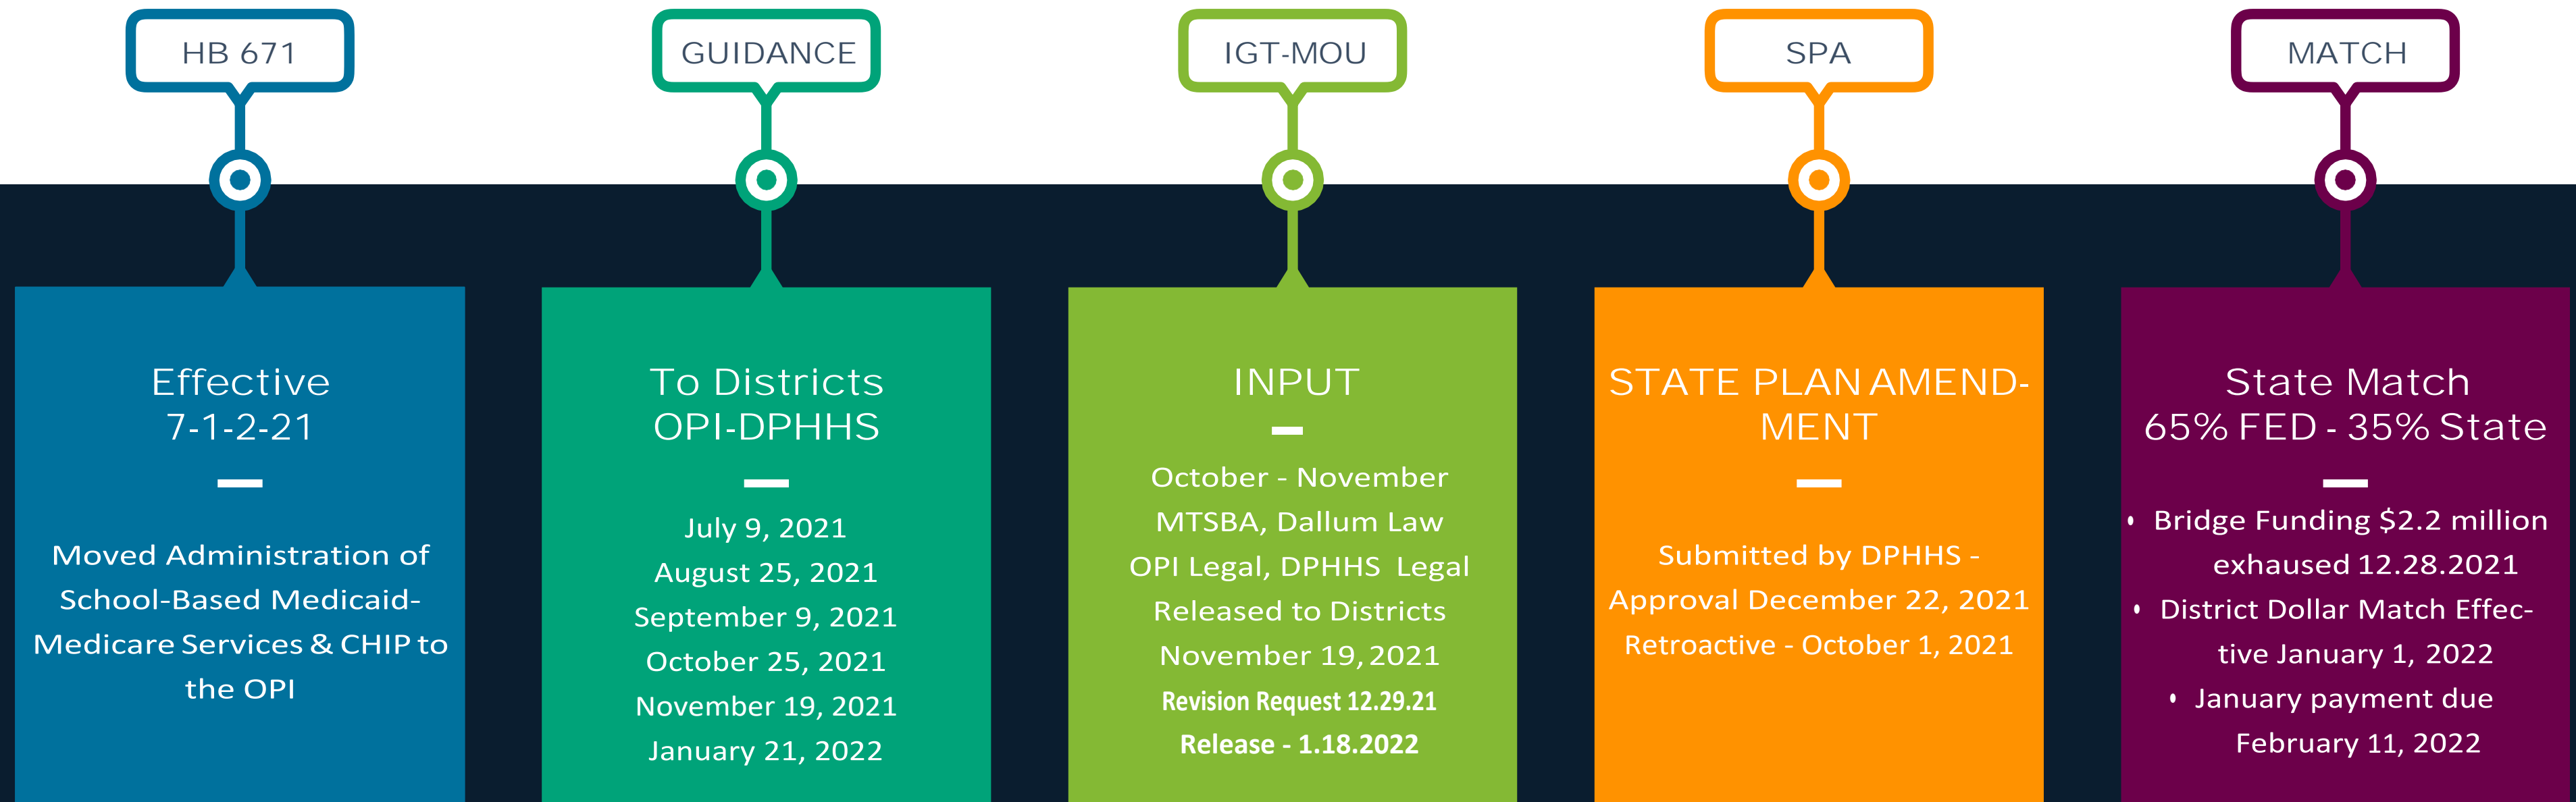 HB 671
Effective
7-1-2-21
Moved Administration of
School-Based Medicaid-
Medicare Services & CHIP to
the OPI
GUIDANCE
To Districts
OPI-DPHHS
July 9, 2021
August 25, 2021
September 9, 2021
October 25, 2021
November 19, 2021
January 21, 2022
IGT-MOU
INPUT
October - November
MTSBA, Dallum Law
OPI Legal, DPHHS Legal
Released to Districts
November 19, 2021
Revision Request 12.29.21
Release - 1.18.2022
SPA
STATE PLAN AMEND-
MENT
Submitted by DPHHS -
Approval December 22, 2021
Retroactive - October 1, 2021
MATCH
State Match
65% FED - 35% State
• Bridge Funding $2.2 million
exhaused 12.28.2021
• District Dollar Match Effec-
tive January 1, 2022
• January payment due
February 11, 2022